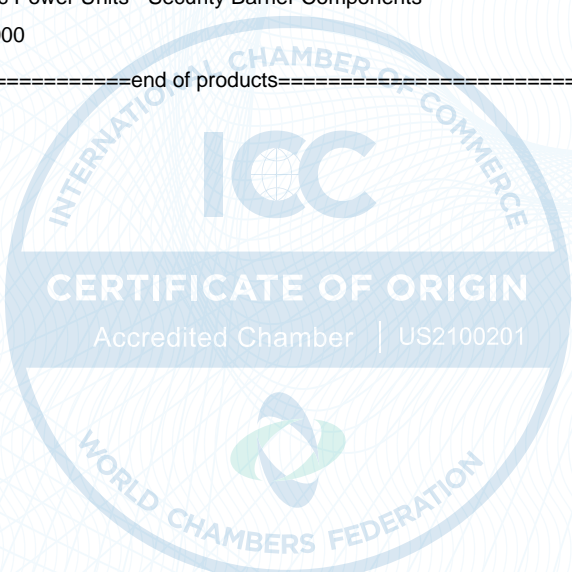 Power Units - Security Barrier Components
000
===========end of products========================
INTERNATIONAL CHAMBER OF COMMERCE
ICC
CERTIFICATE OF ORIGIN
Accredited Chamber | US2100201
WORLD CHAMBERS FEDERATION